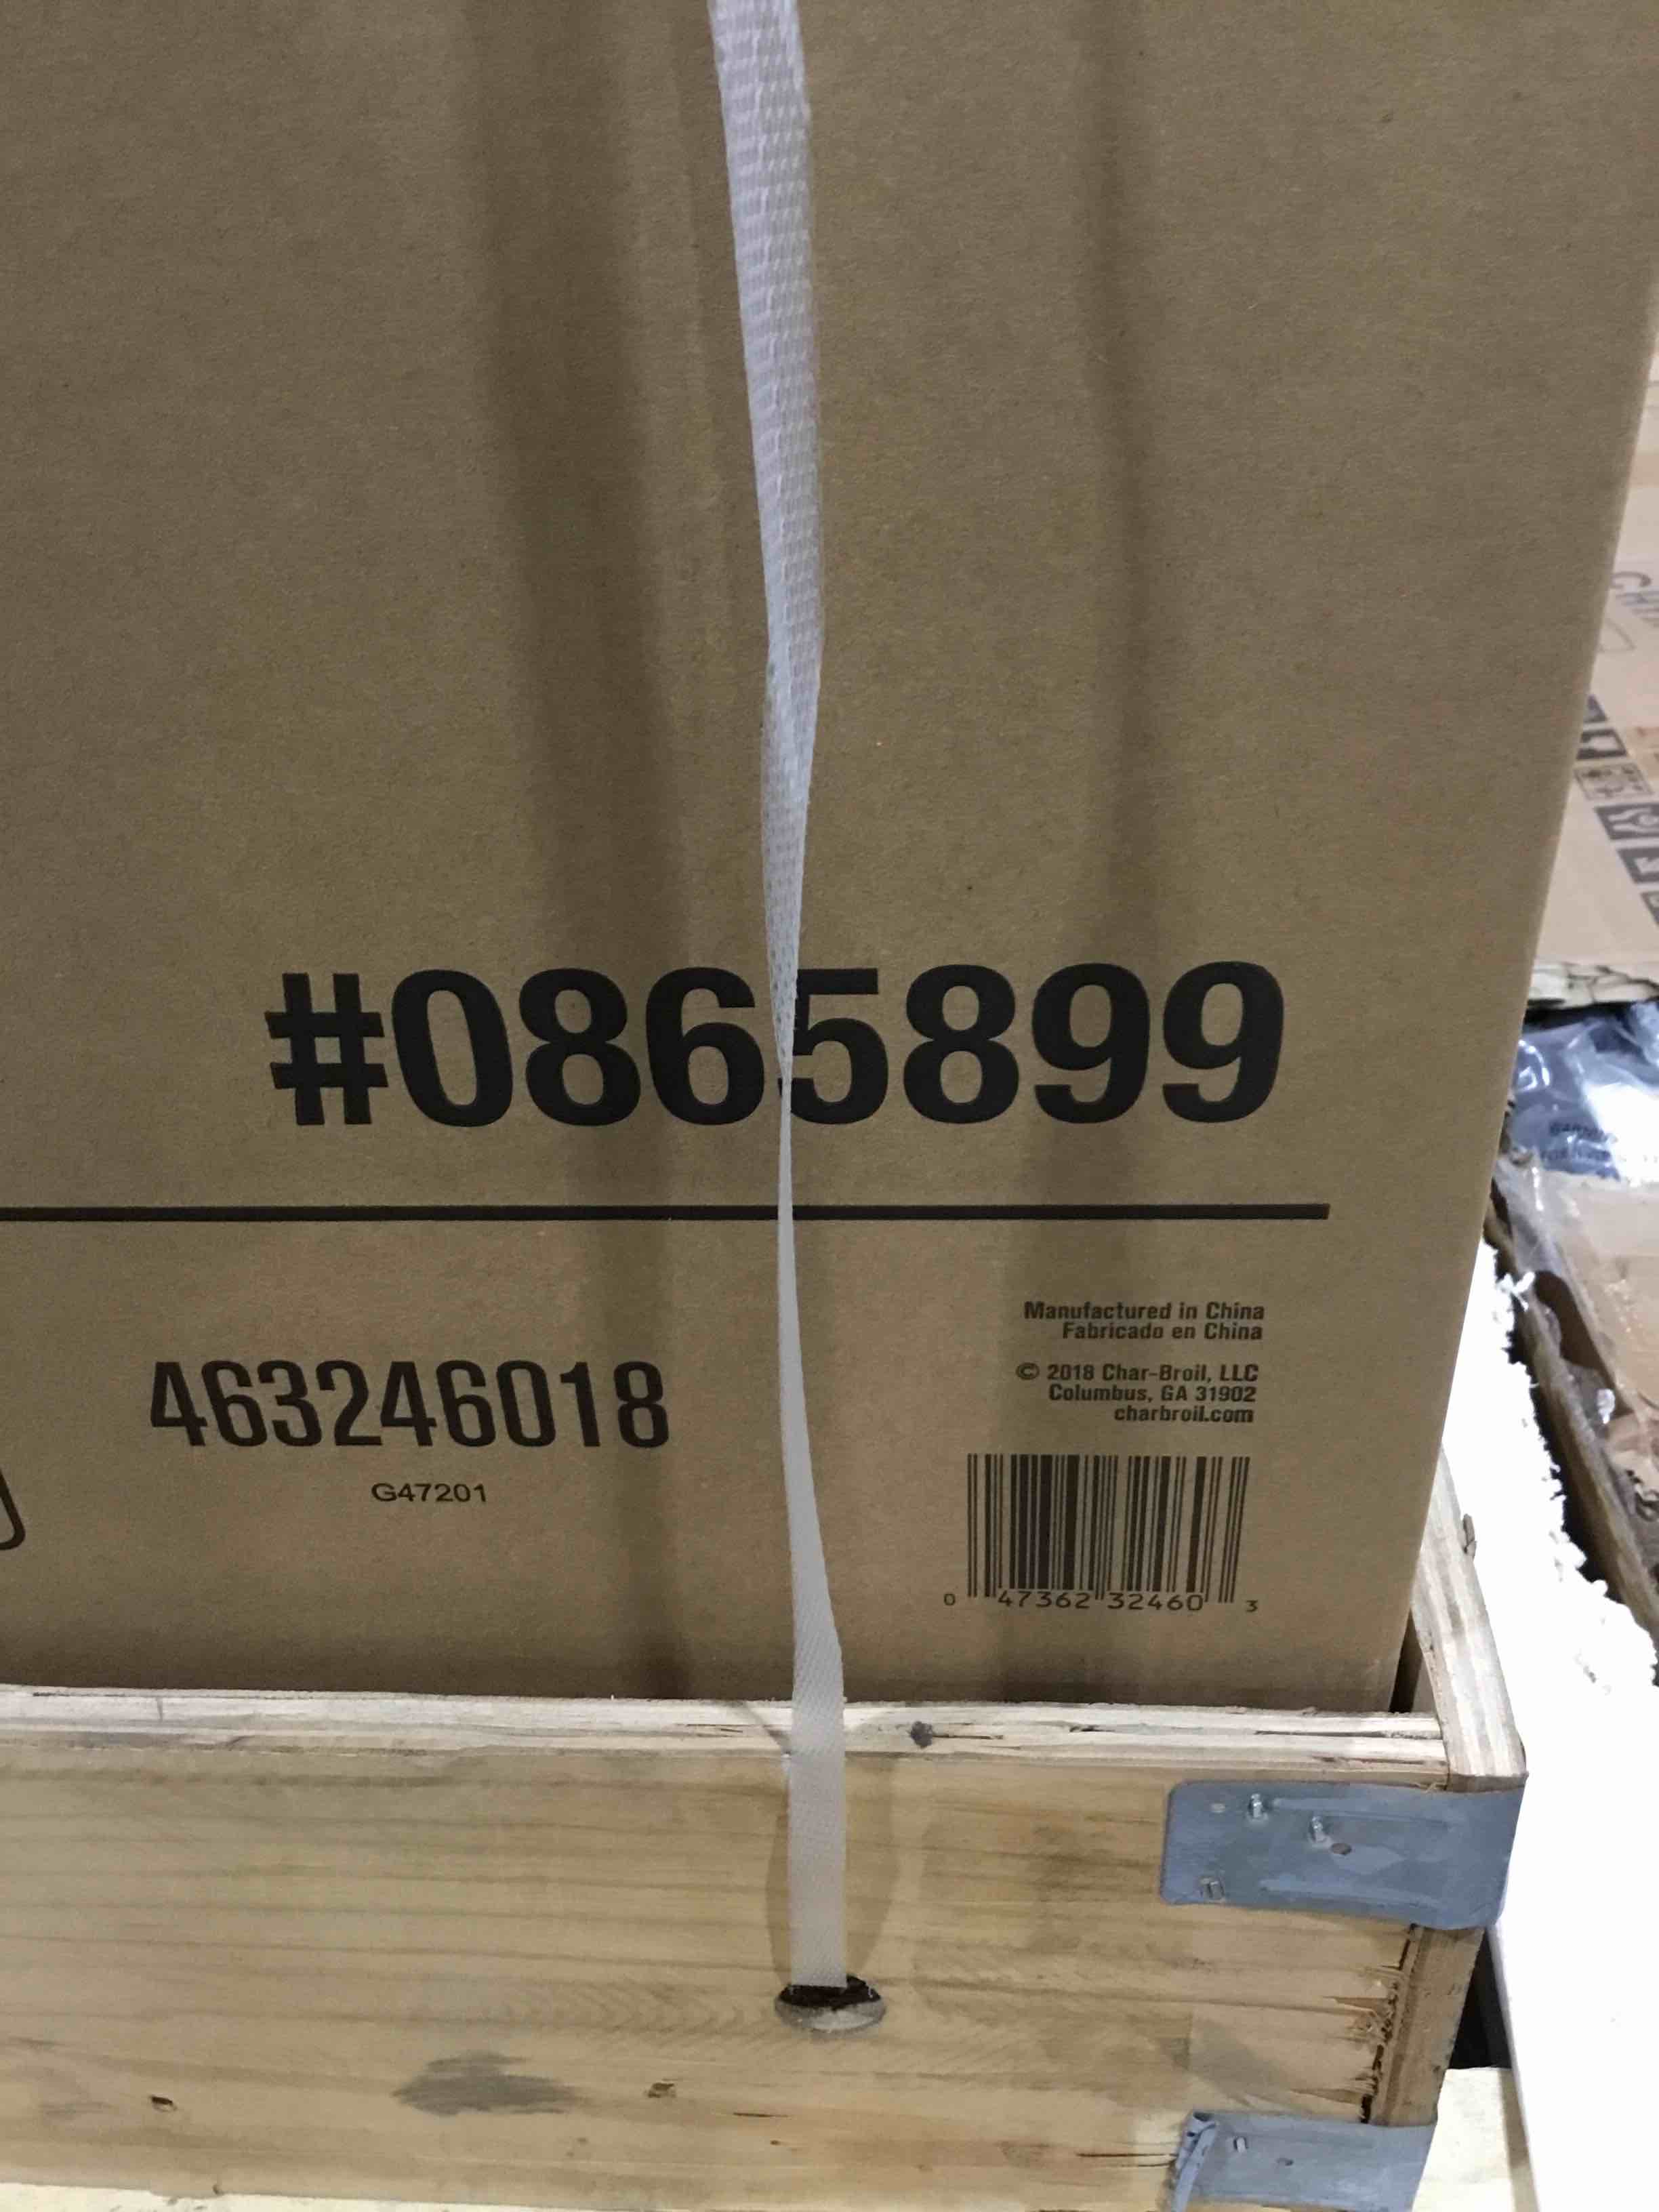 #0865899
463246018
G47201
Manufactured in China
Fabricado en China
© 2018 Char-Broil, LLC
Columbus, GA 31902
charbroil.com
0 47362 32460 3